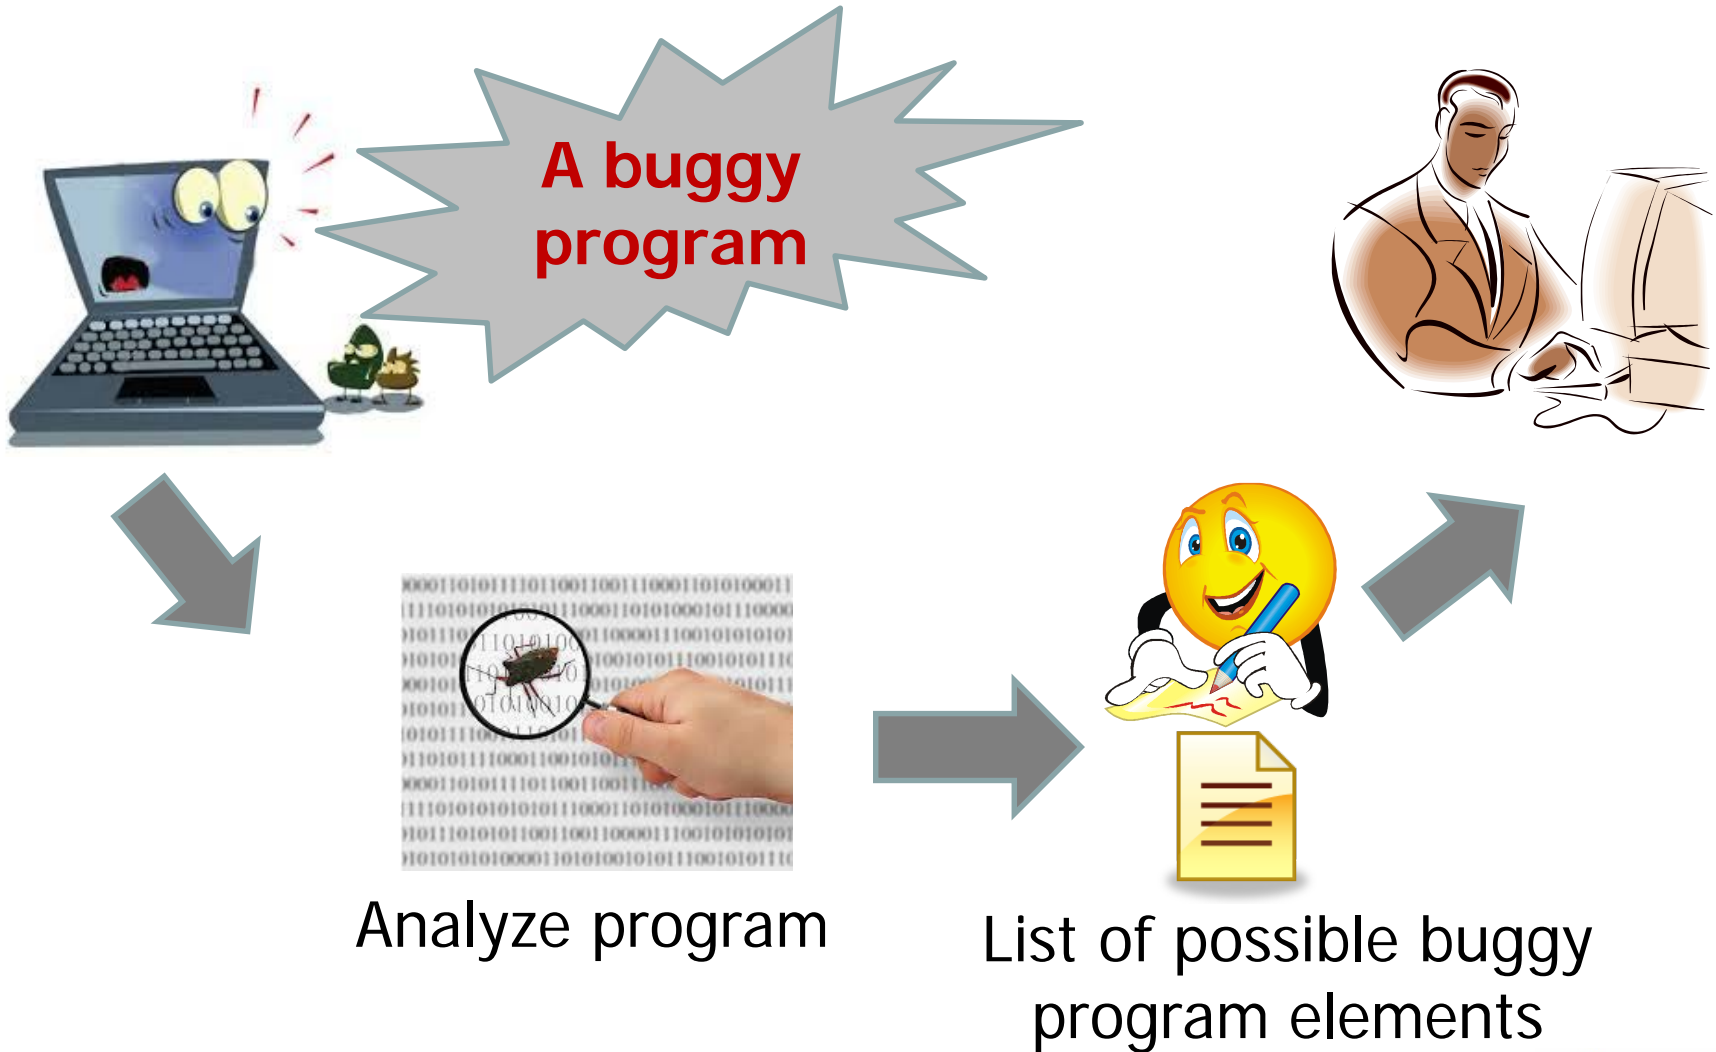 A buggy
program
Analyze program
List of possible buggy
program elements